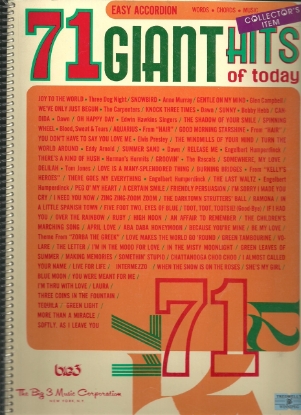 EASY ACCORDION
WORDS • CHORDS • MUSIC
COLLECTOR'S
ITEM
71 GIANT HITS
of today
JOY TO THE WORLD • Three Dog Night • SNOWBIRD • Anne Murray / GENTLE ON MY MIND • Glen Campbell
WE'VE ONLY JUST BEGUN • The Carpenters / KNOCK THREE TIMES • Dawn / SUNNY • Bobby Hebb / CAN-
DIDA • Dawn / OH HAPPY DAY • Edwin Hawkins Singers / THE SHADOW OF YOUR SMILE / SPINNING
WHEEL • Blood, Sweat & Tears / AQUARIUS • From "HAIR" / GOOD MORNING STARSHINE • From "HAIR" /
YOU DON'T HAVE TO SAY YOU LOVE ME • Elvis Presley / THE WINDMILLS OF YOUR MIND / TURN THE
WORLD AROUND • Eddy Arnold / SUMMER SAND • Dawn / RELEASE ME • Engelbert Humperdinck /
THERE'S A KIND OF HUSH • Herman's Hermits / GROOVIN' • The Rascals / SOMEWHERE, MY LOVE /
DELILAH • Tom Jones / LOVE IS A MANY-SPLENDORED THING / BURNING BRIDGES • From "KELLY'S
HEROES" / THERE GOES MY EVERYTHING • Engelbert Humperdinck / THE LAST WALTZ • Engelbert
Humperdinck / PEG O' MY HEART / A CERTAIN SMILE / FRIENDLY PERSUASION / I'M SORRY I MADE YOU
CRY / I NEED YOU NOW / ZING ZING-ZOOM ZOOM / THE DARKTOWN STRUTTERS' BALL / RAMONA / IN
A LITTLE SPANISH TOWN / FIVE FOOT TWO, EYES OF BLUE / TOOT, TOOT, TOOTSIE! (Good Bye) / IF I HAD
YOU / OVER THE RAINBOW / RUBY / HIGH NOON / AN AFFAIR TO REMEMBER / THE CHILDREN'S
MARCHING SONG / APRIL LOVE / ADA DABA HONEYMOON / BECAUSE YOU'RE MINE / BE MY LOVE /
Theme From "ZORBA THE GREEK" / LOVE MAKES THE WORLD GO ROUND / GREEN TAMBOURINE / VO-
LARE / THE LETTER / I'M IN THE MOOD FOR LOVE / IN THE MISTY MOONLIGHT / GREEN LEAVES OF
SUMMER / MAKING MEMORIES / SOMETHIN' STUPID / CHATTANOOGA CHOO CHOO / I ALMOST CALLED
YOUR NAME / LIVE FOR LIFE / INTERMEZZO / WHEN THE SNOW IS ON THE ROSES / SHE'S MY GIRL /
BLUE MOON / YOU WERE MEANT FOR ME /
I'M THRU WITH LOVE / LAURA /
THREE COINS IN THE FOUNTAIN
TEQUILA / GREEN LIGHT /
MORE THAN A MIRACLE /
SOFTLY, AS I LEAVE YOU
71
71
big3
The Big 3 Music Corporation
NEW YORK, N.Y.